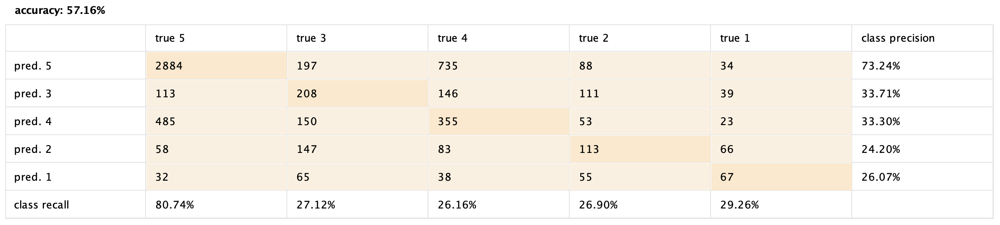 accuracy: 57.16%
true 5 true 3 true 4 true 2 true 1 class precision
pred. 5 2884 197 735 88 34 73.24%
pred. 3 113 208 146 111 39 33.71%
pred. 4 485 150 355 53 23 33.30%
pred. 2 58 147 83 113 66 24.20%
pred. 1 32 65 38 55 67 26.07%
class recall 80.74% 27.12% 26.16% 26.90% 29.26%